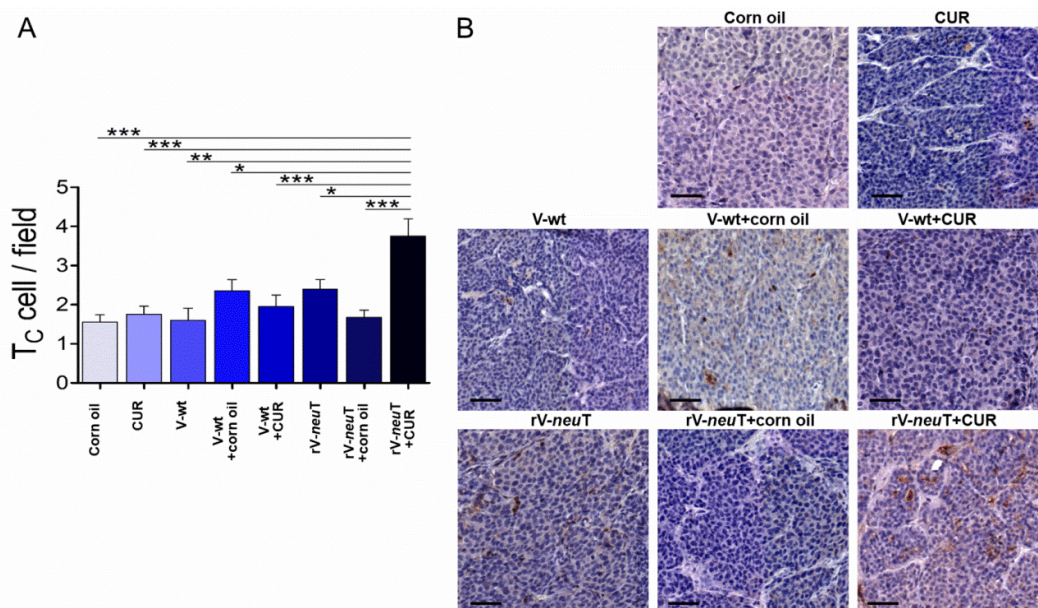 A
B
***
***
**
*
***
*
***
T_C cell / field
5
4
3
2
1
0
Corn oil
CUR
V-wt
V-wt
+corn oil
V-wt
+CUR
rV-neuT
rV-neuT
+corn oil
rV-neuT
+CUR
Corn oil
CUR
V-wt
V-wt+corn oil
V-wt+CUR
rV-neuT
rV-neuT+corn oil
rV-neuT+CUR